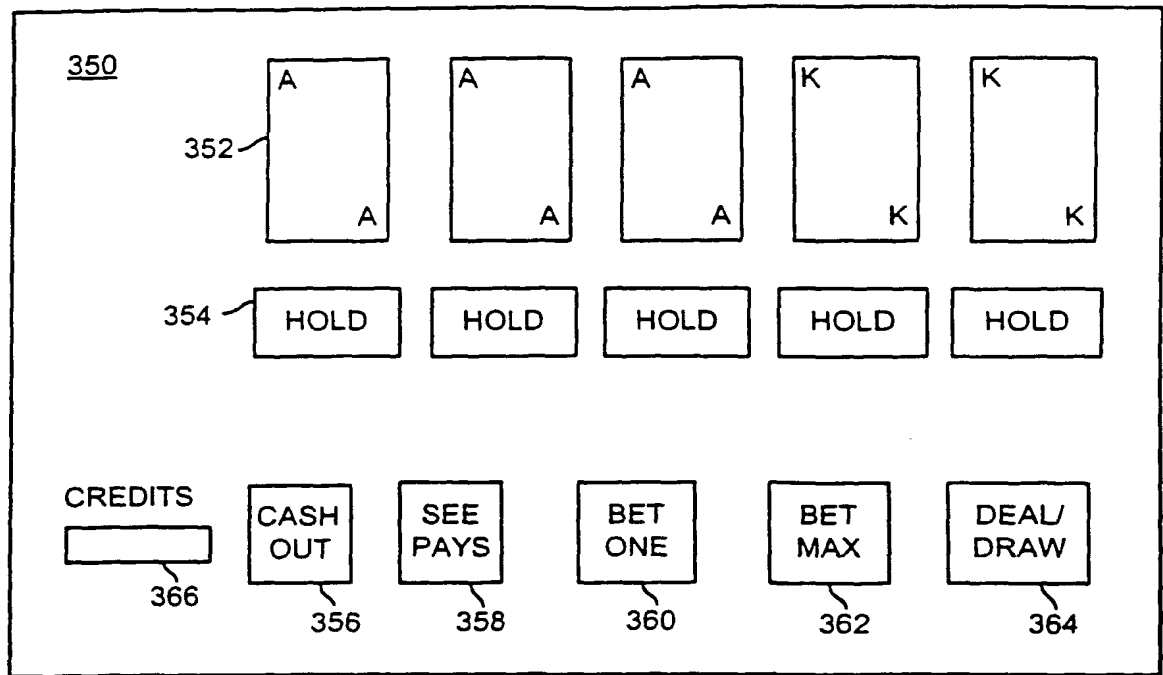 350
A A A K K
352
A A A K K
354
HOLD HOLD HOLD HOLD HOLD
CREDITS
CASH OUT
SEE PAYS
BET ONE
BET MAX
DEAL/ DRAW
366
356 358 360 362 364